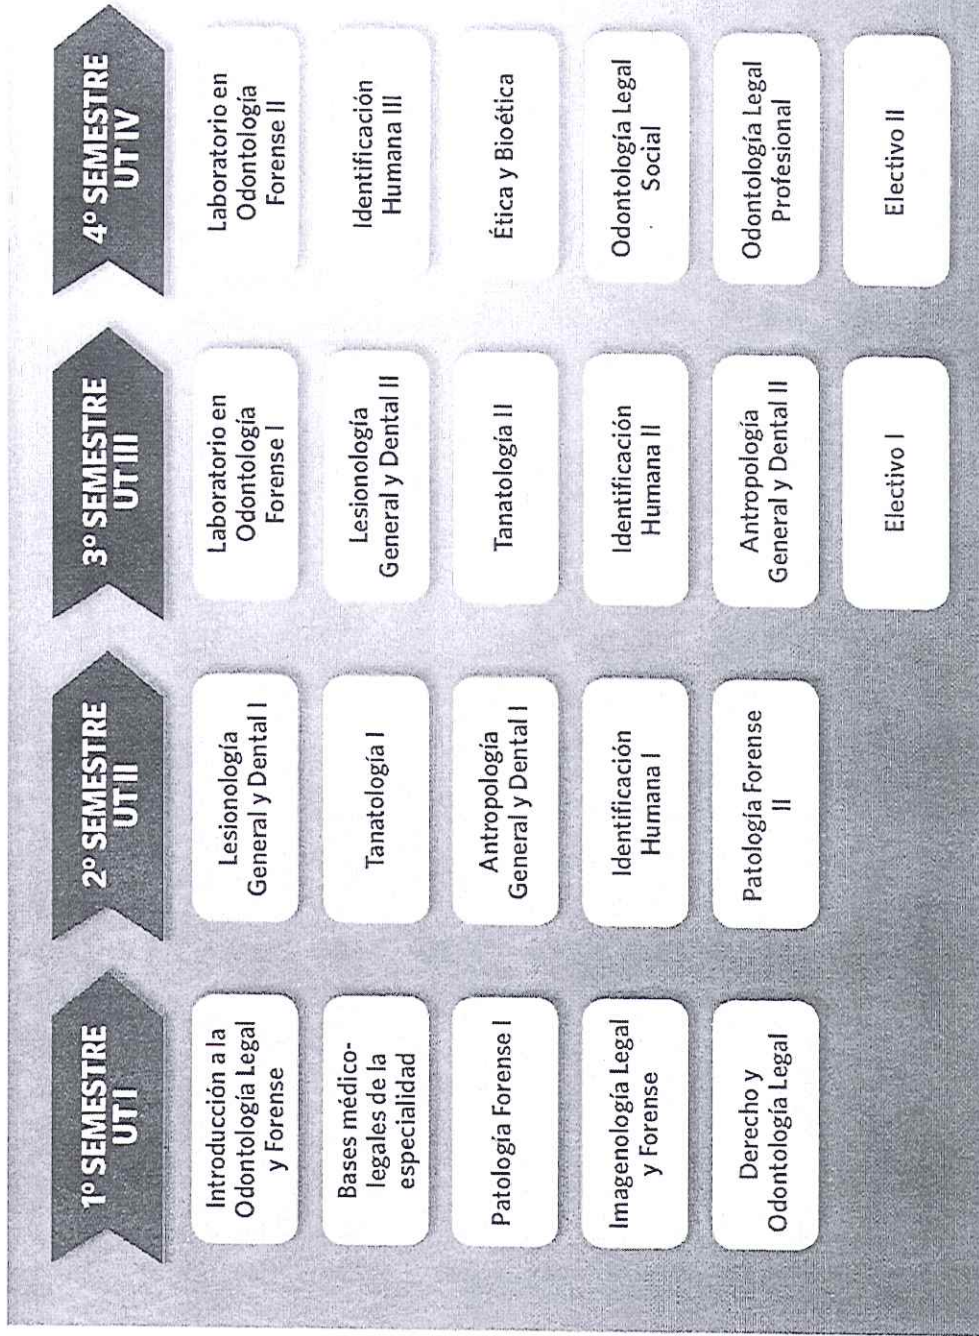 1º SEMESTRE
UT I
Introducción a la
Odontología Legal
y Forense
Bases médico-
legales de la
especialidad
Patología Forense I
Imagenología Legal
y Forense
Derecho y
Odontología Legal
2º SEMESTRE
UT II
Lesionología
General y Dental I
Tanatología I
Antropología
General y Dental I
Identificación
Humana I
Patología Forense
II
3º SEMESTRE
UT III
Laboratorio en
Odontología
Forense I
Lesionología
General y Dental II
Tanatología II
Identificación
Humana II
Antropología
General y Dental II
Electivo I
4º SEMESTRE
UT IV
Laboratorio en
Odontología
Forense II
Identificación
Humana III
Ética y Bioética
Odontología Legal
Social
Odontología Legal
Profesional
Electivo II